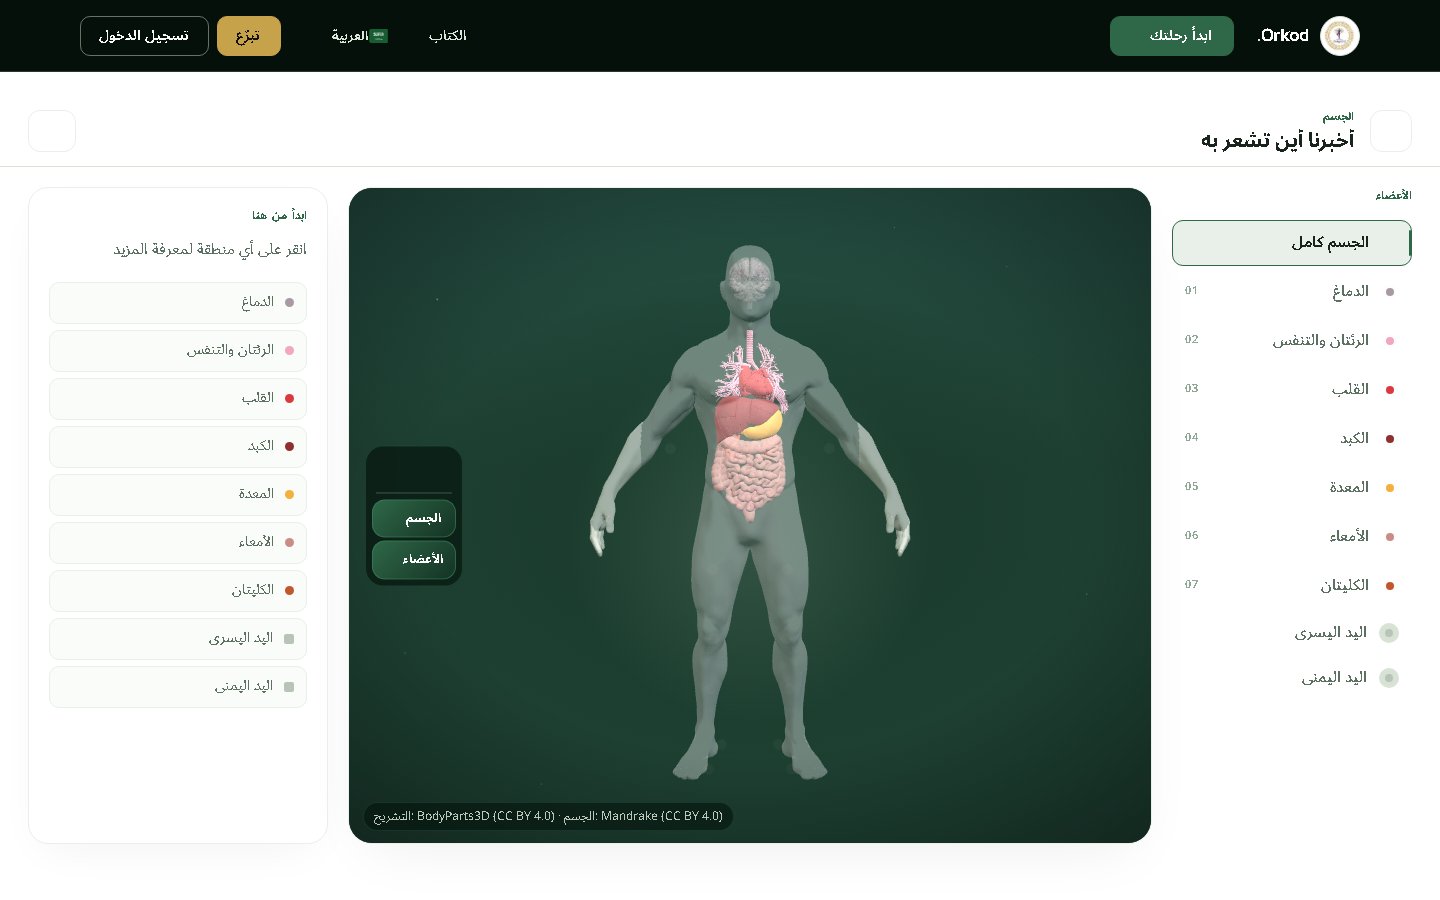 Orkod.
ابدأ رحلتك
الكتاب
العربية
تبرّع
تسجيل الدخول
الجسم
أخبرنا أين تشعر به
الأعضاء
الجسم كامل
الدماغ 01
الرئتان والتنفس 02
القلب 03
الكبد 04
المعدة 05
الأمعاء 06
الكليتان 07
اليد اليسرى
اليد اليمنى
الجسم
الأعضاء
التشريح: BodyParts3D (CC BY 4.0) · الجسم: Mandrake (CC BY 4.0)
ابدأ من هنا
انقر على أي منطقة لمعرفة المزيد
الدماغ
الرئتان والتنفس
القلب
الكبد
المعدة
الأمعاء
الكليتان
اليد اليسرى
اليد اليمنى